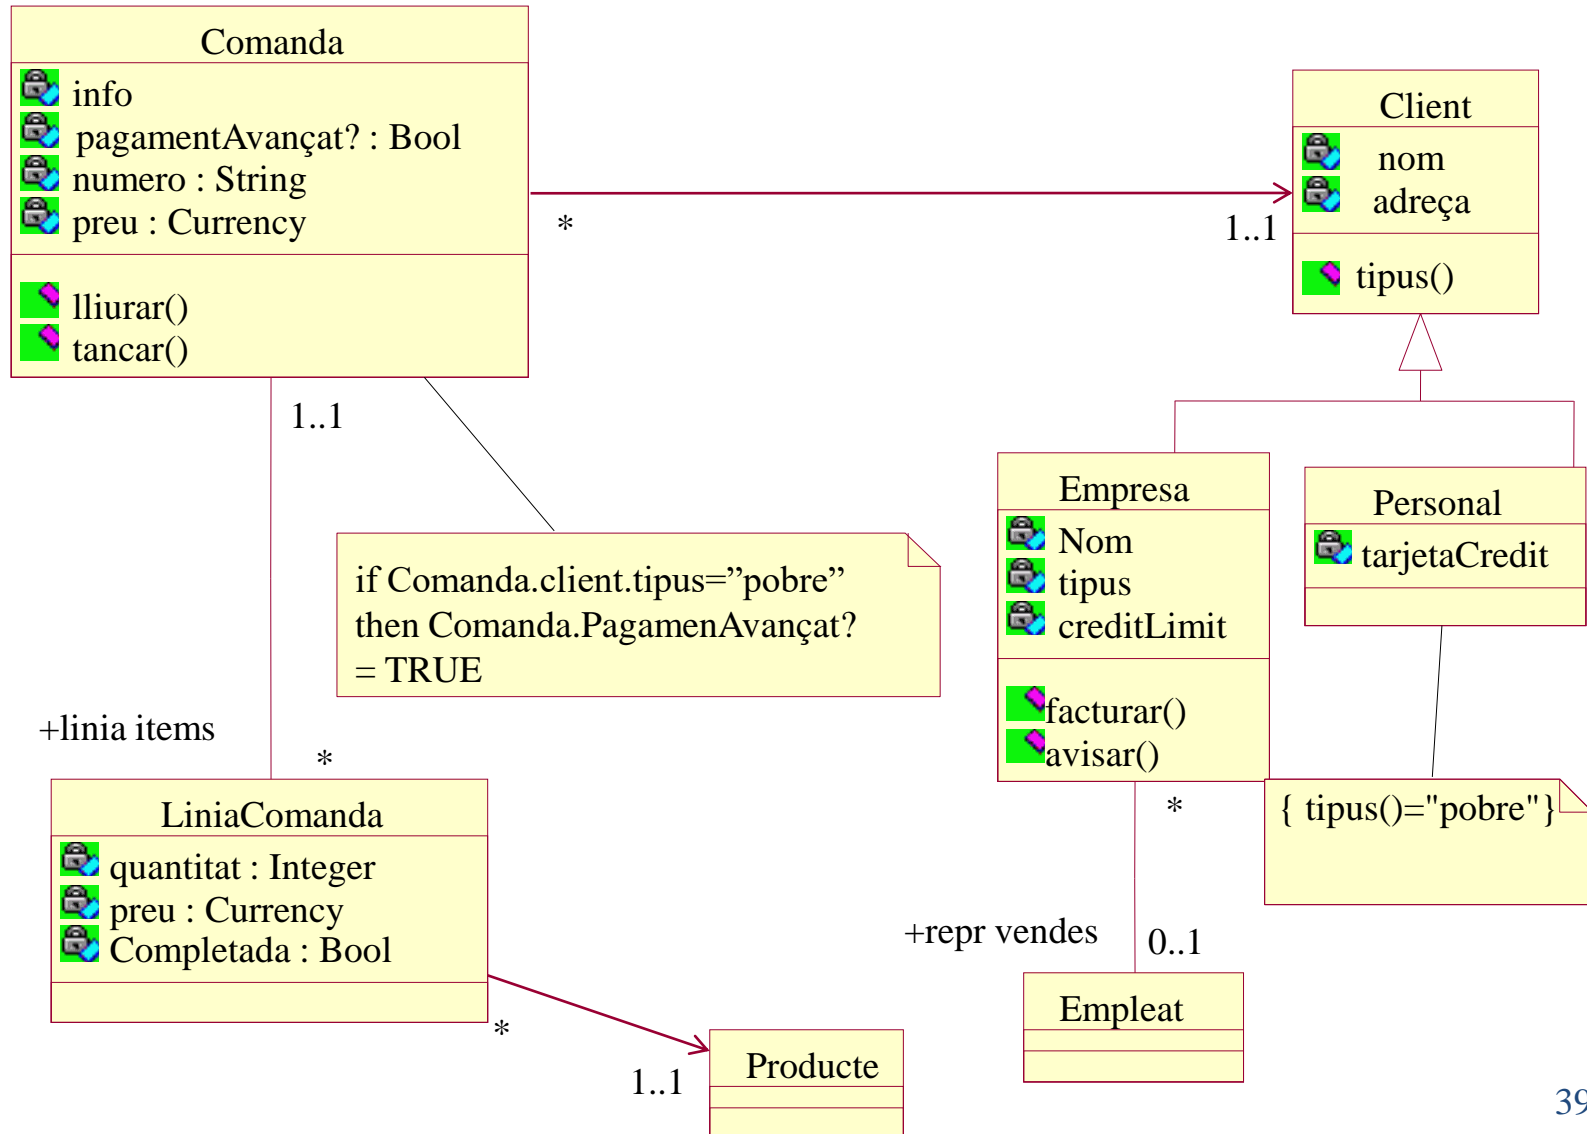 Comanda
info
pagamentAvançat? : Bool
numero : String
preu : Currency
lliurar()
tancar()
*
1..1
Client
nom
adreça
tipus()
1..1
if Comanda.client.tipus=”pobre”
then Comanda.PagamenAvançat?
= TRUE
Empresa
Nom
tipus
creditLimit
facturar()
avisar()
Personal
tarjetaCredit
{ tipus()="pobre"}
+linia items
*
LiniaComanda
quantitat : Integer
preu : Currency
Completada : Bool
*
1..1
Producte
*
+repr vendes
0..1
Empleat
39